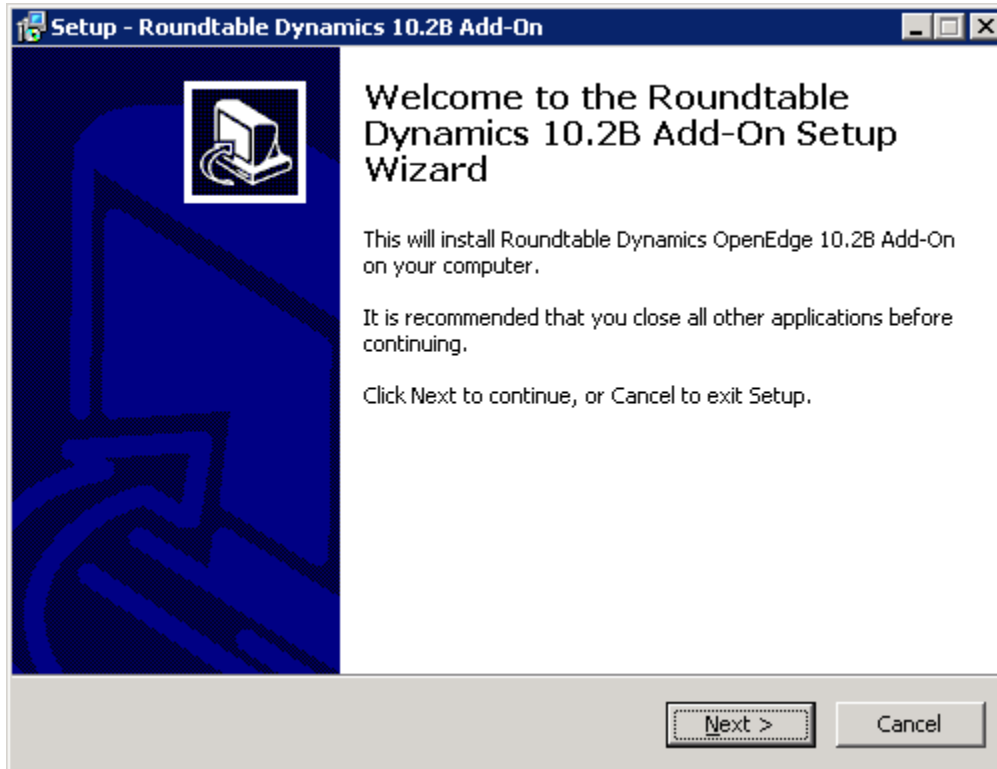 Setup - Roundtable Dynamics 10.2B Add-On
Welcome to the Roundtable
Dynamics 10.2B Add-On Setup
Wizard
This will install Roundtable Dynamics OpenEdge 10.2B Add-On
on your computer.
It is recommended that you close all other applications before
continuing.
Click Next to continue, or Cancel to exit Setup.
Next >
Cancel